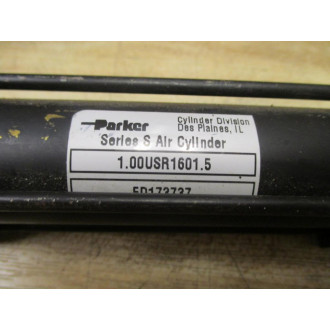 Parker
Cylinder Division
Des Plaines, IL
Series S Air Cylinder
1.00USR1601.5